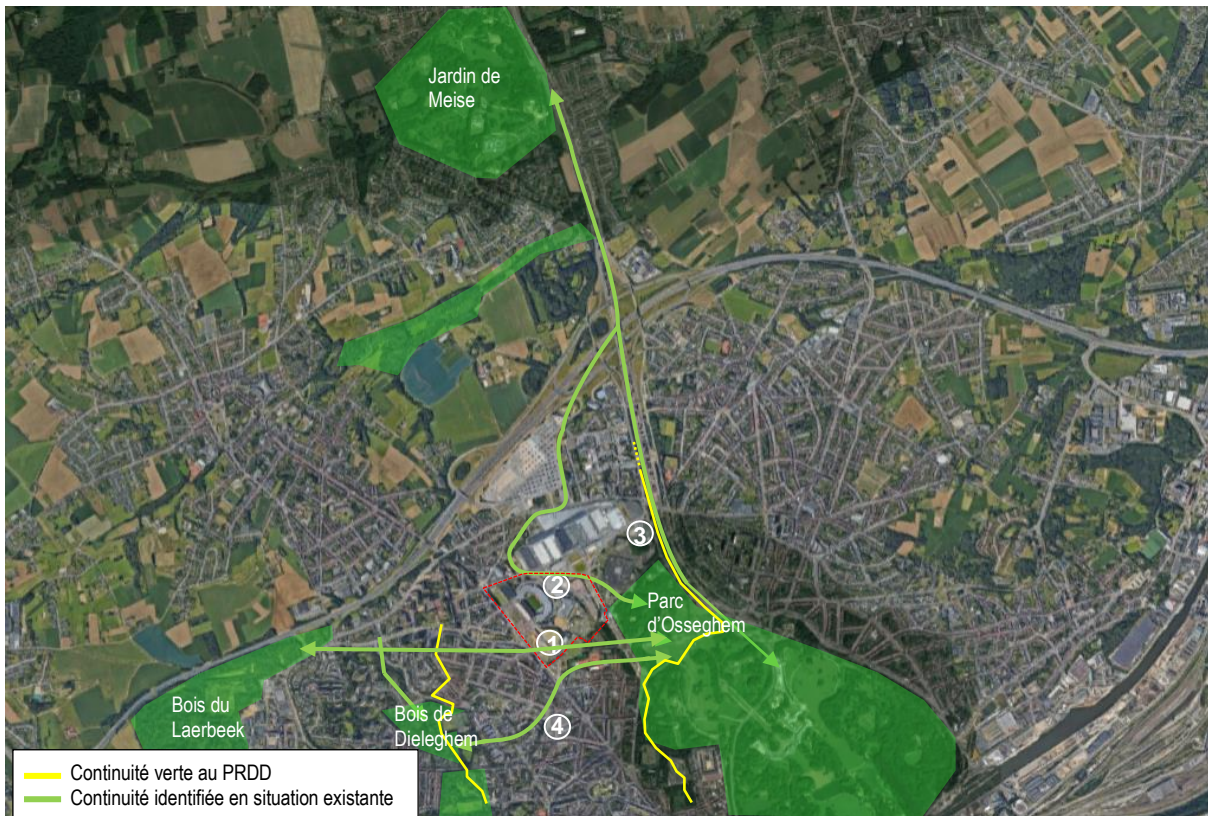 Jardin de
Meise
3
2
Parc
d'Osseghem
1
Bois du
Laerbeek
Bois de
Dieleghem
4
Continuité verte au PRDD
Continuité identifiée en situation existante